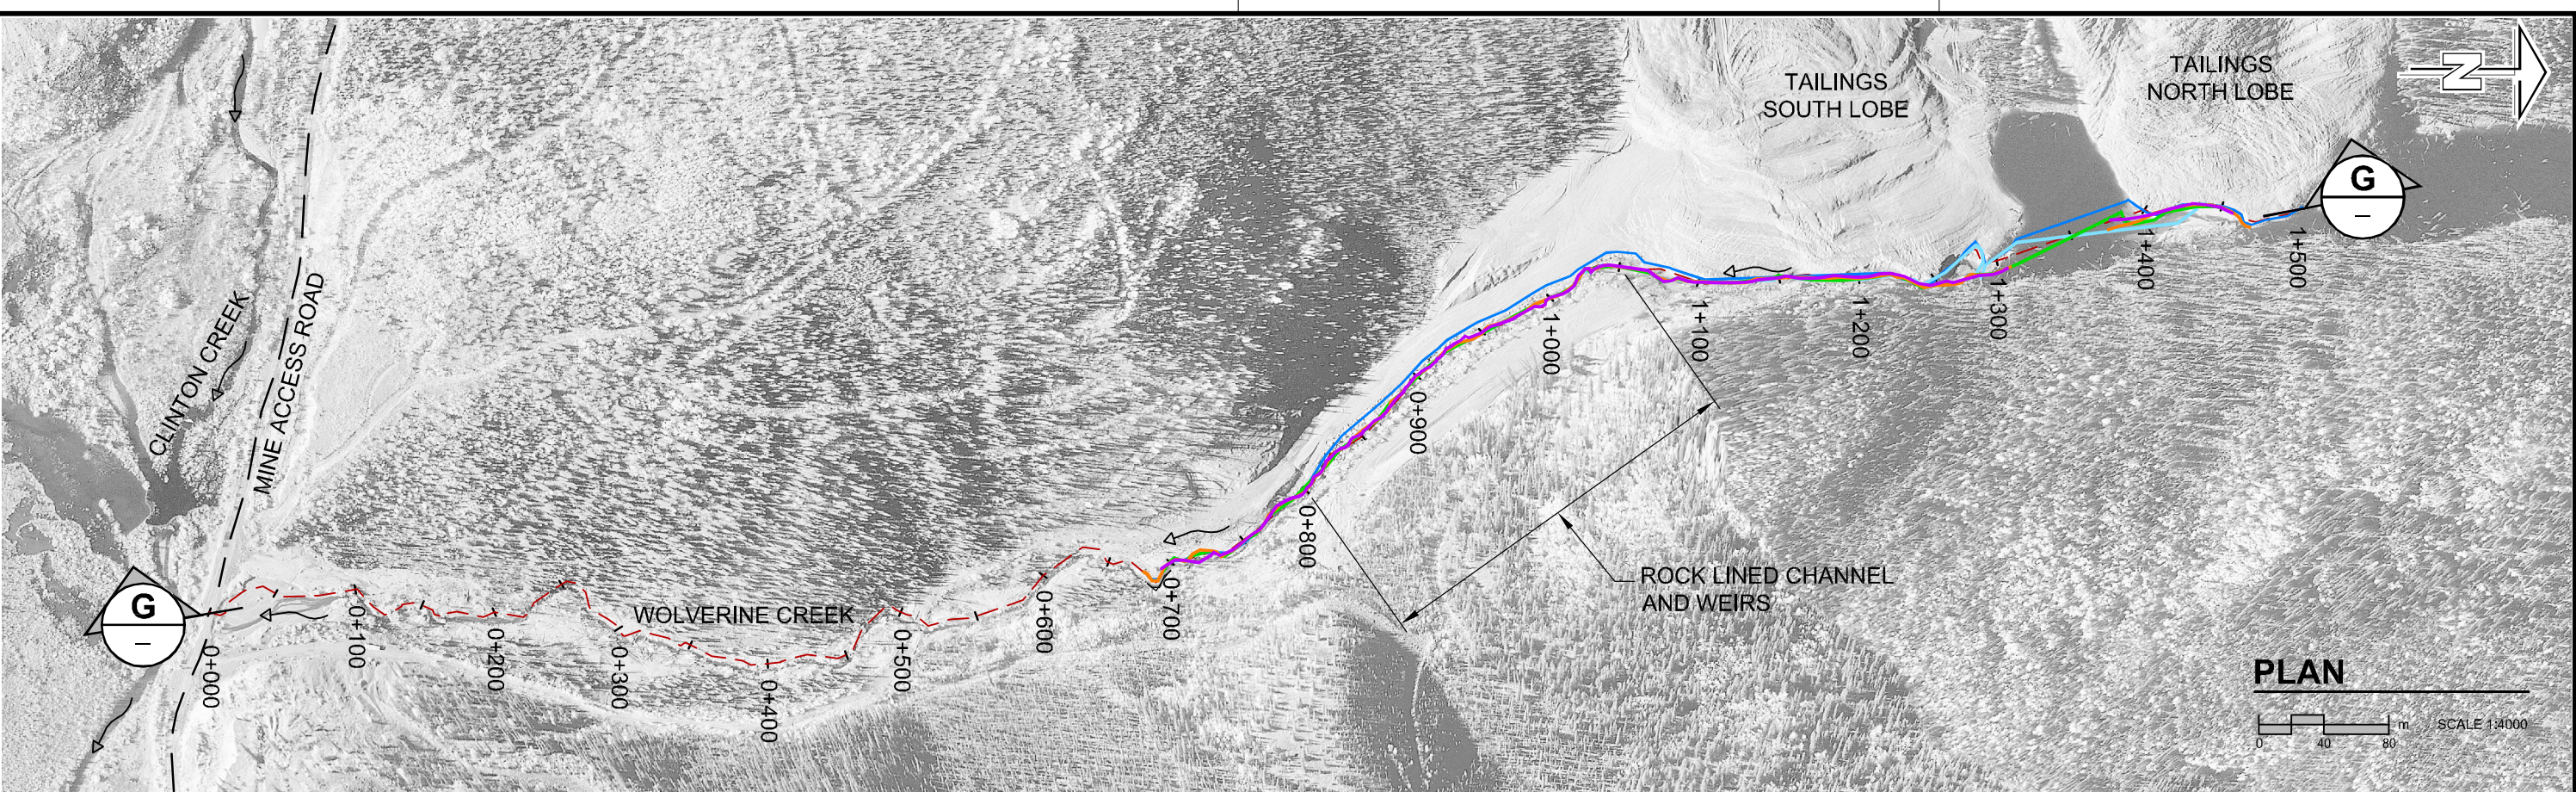 TAILINGS
SOUTH LOBE
TAILINGS
NORTH LOBE
N
G
–
CLINTON CREEK
MINE ACCESS ROAD
1+500
1+400
1+300
1+200
1+100
1+000
0+900
0+800
0+700
0+600
0+500
0+400
0+300
0+200
0+100
0+000
ROCK LINED CHANNEL
AND WEIRS
WOLVERINE CREEK
G
–
PLAN
m SCALE 1:4000
0 40 80